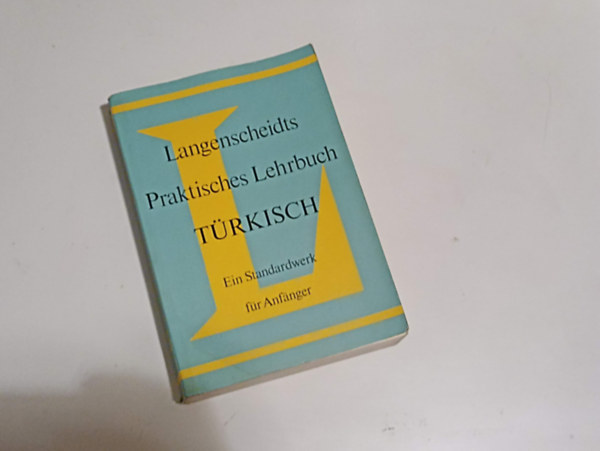 Langenscheidts
Praktisches Lehrbuch
TÜRKISCH
Ein Standardwerk
für Anfänger